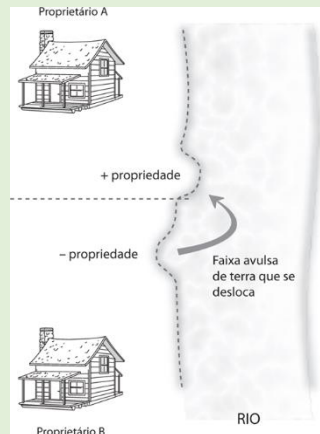 Proprietário A
+ propriedade
– propriedade
Faixa avulsa
de terra que se
desloca
RIO
Proprietário B